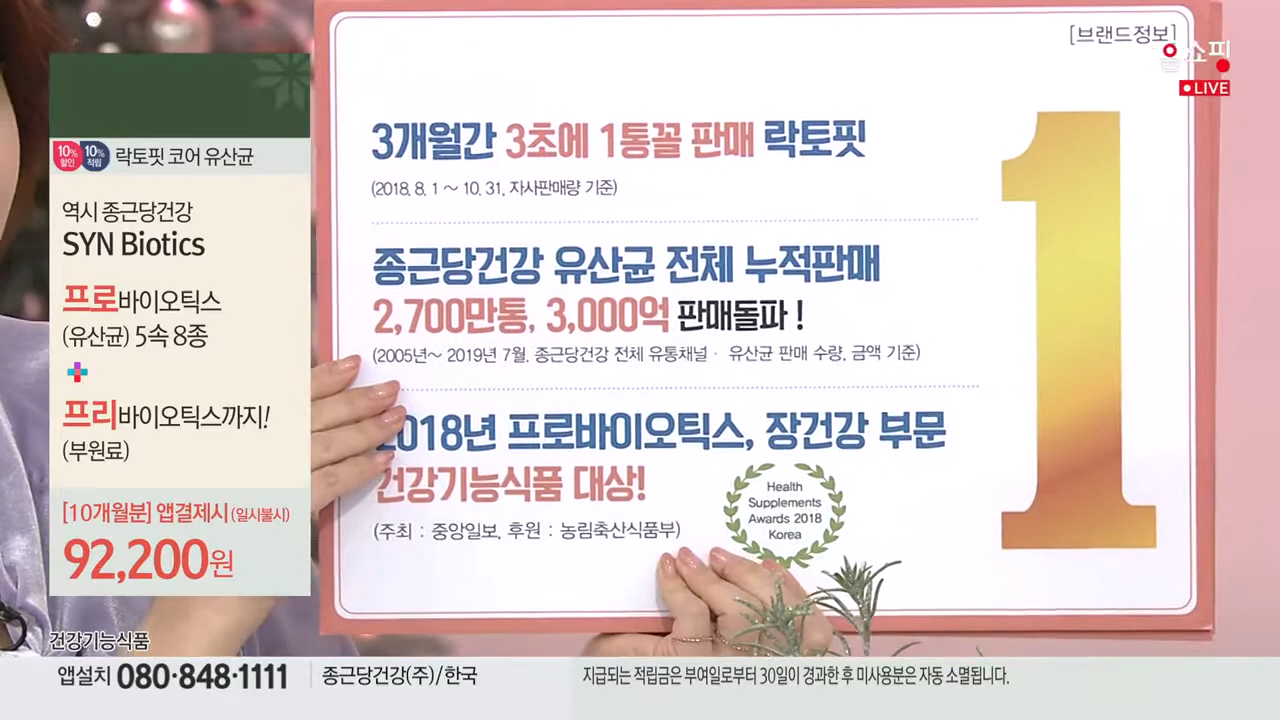 [브랜드정보]
홈쇼핑
LIVE
10% 할인
10% 적립
락토핏 코어 유산균
역시 종근당건강
SYN Biotics
프로바이오틱스
(유산균) 5속 8종
+
프리바이오틱스까지!
(부원료)
[10개월분] 앱결제시 (일시불시)
92,200원
3개월간 3초에 1통꼴 판매 락토핏
(2018. 8. 1 ~ 10. 31, 자사판매량 기준)
종근당건강 유산균 전체 누적판매
2,700만통, 3,000억 판매돌파 !
(2005년~ 2019년 7월, 종근당건강 전체 유통채널 · 유산균 판매 수량, 금액 기준)
2018년 프로바이오틱스, 장건강 부문
건강기능식품 대상!
(주최 : 중앙일보, 후원 : 농림축산식품부)
Health
Supplements
Awards 2018
Korea
1
건강기능식품
앱설치 080·848·1111
종근당건강(주)/한국
지급되는 적립금은 부여일로부터 30일이 경과한 후 미사용분은 자동 소멸됩니다.